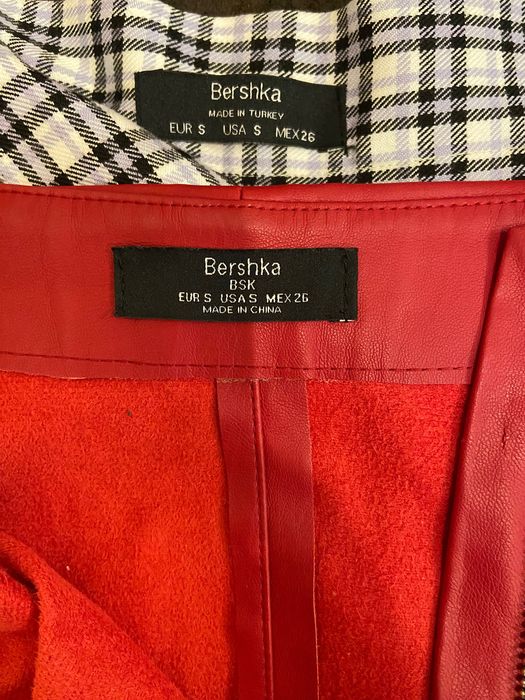 Bershka
MADE IN TURKEY
EUR S USA S MEX 26
Bershka
BSK
EUR S USA S MEX 26
MADE IN CHINA